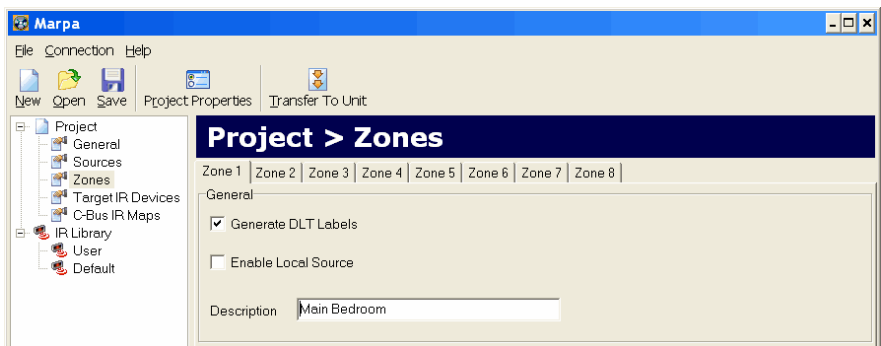 Marpa
File Connection Help
New Open Save Project Properties Transfer To Unit
Project
General
Sources
Zones
Target IR Devices
C-Bus IR Maps
IR Library
User
Default
Project > Zones
Zone 1 Zone 2 Zone 3 Zone 4 Zone 5 Zone 6 Zone 7 Zone 8
General
Generate DLT Labels
Enable Local Source
Description Main Bedroom